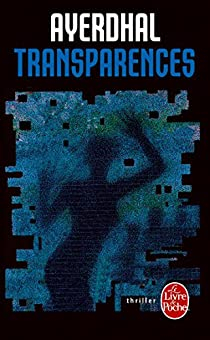 AYERDHAL
TRANSPARENCES
thriller
Le
Livre
de
Poche